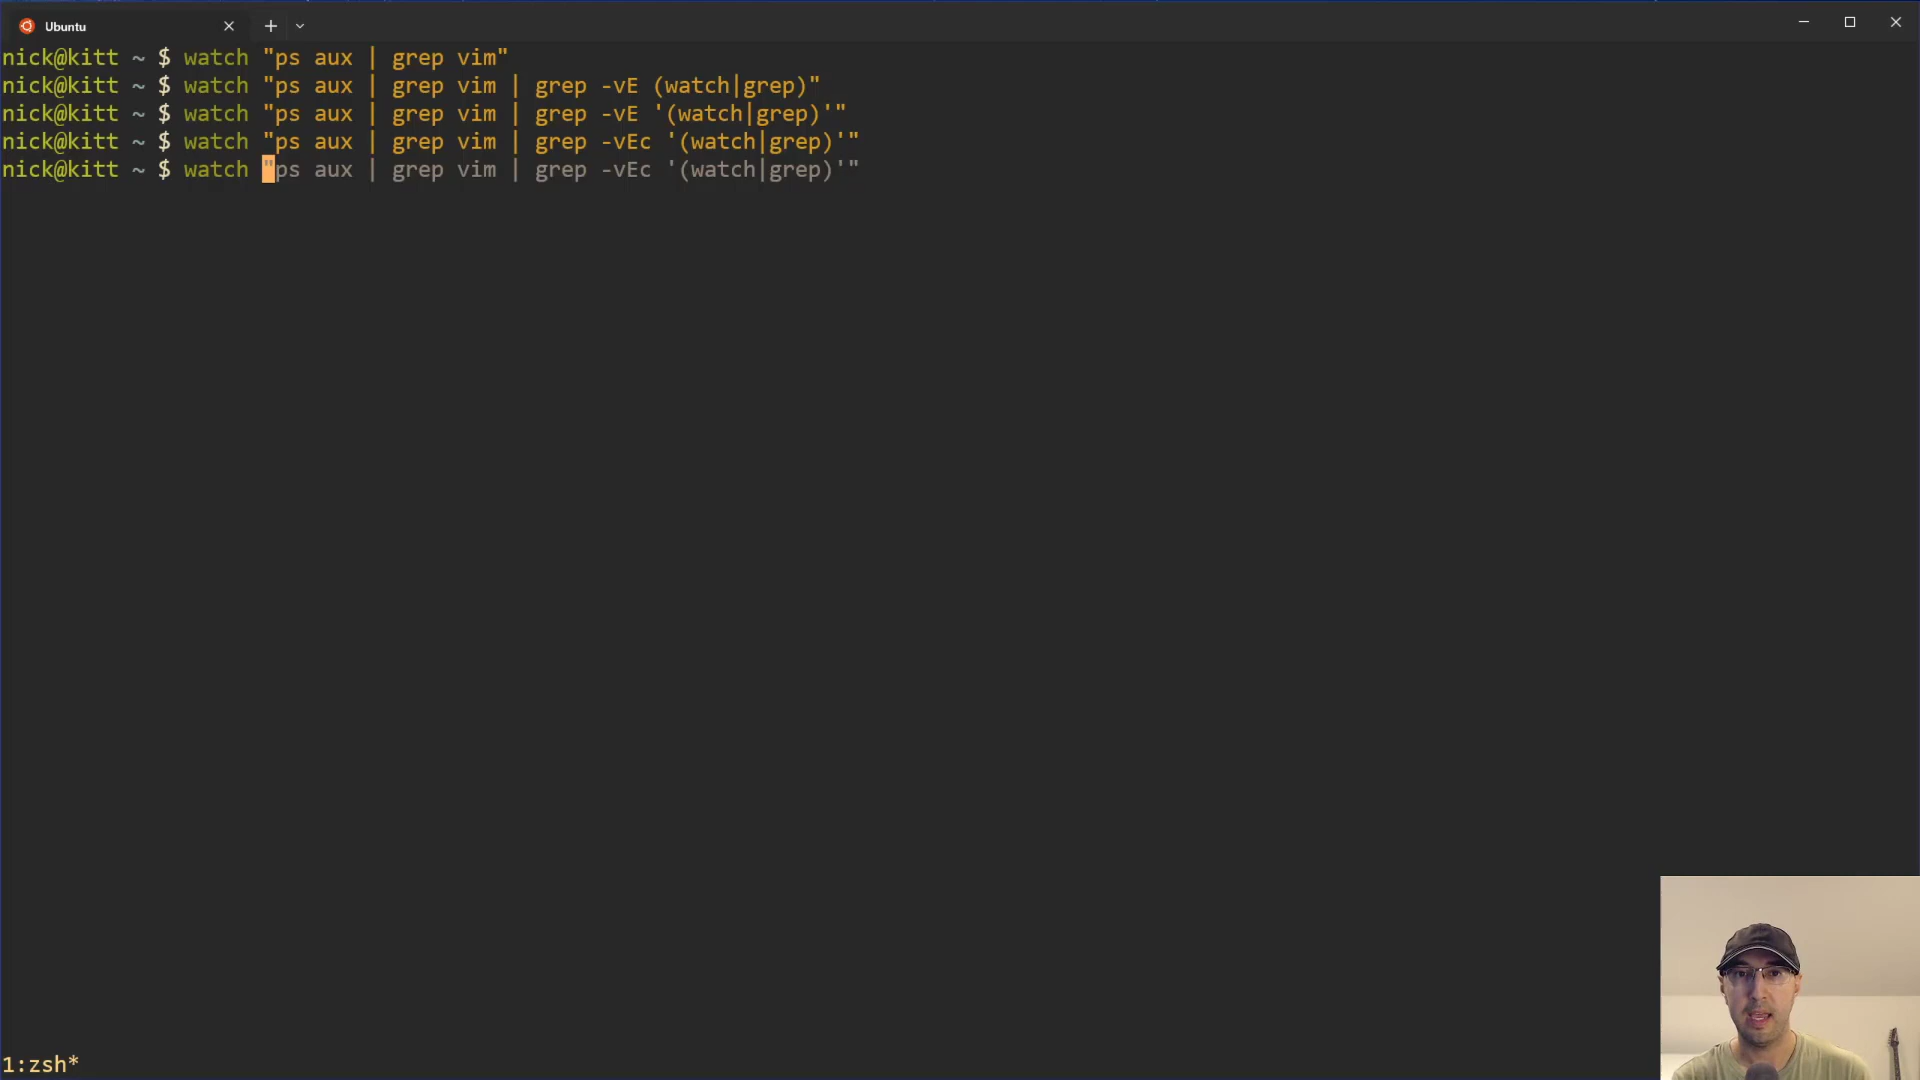 Ubuntu
nick@kitt ~ $ watch "ps aux | grep vim"
nick@kitt ~ $ watch "ps aux | grep vim | grep -vE (watch|grep)"
nick@kitt ~ $ watch "ps aux | grep vim | grep -vE '(watch|grep)'"
nick@kitt ~ $ watch "ps aux | grep vim | grep -vEc '(watch|grep)'"
nick@kitt ~ $ watch "ps aux | grep vim | grep -vEc '(watch|grep)'"
1:zsh*